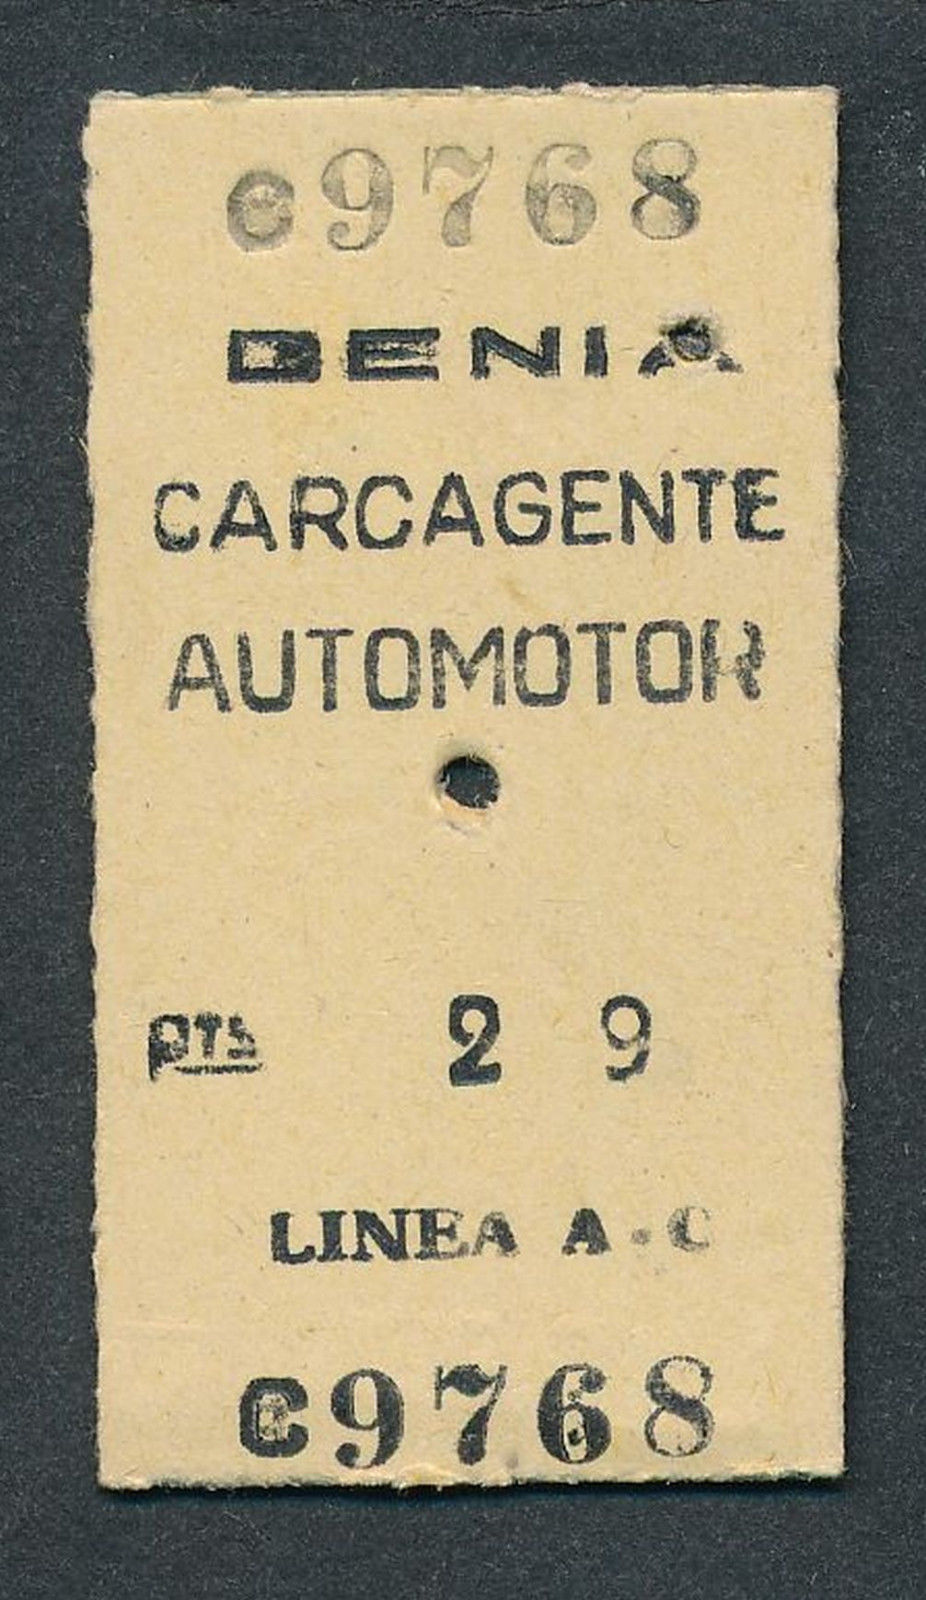 C9768
DENIA
CARCAGENTE
AUTOMOTOR
pts 2 9
LINEA A.C
C9768